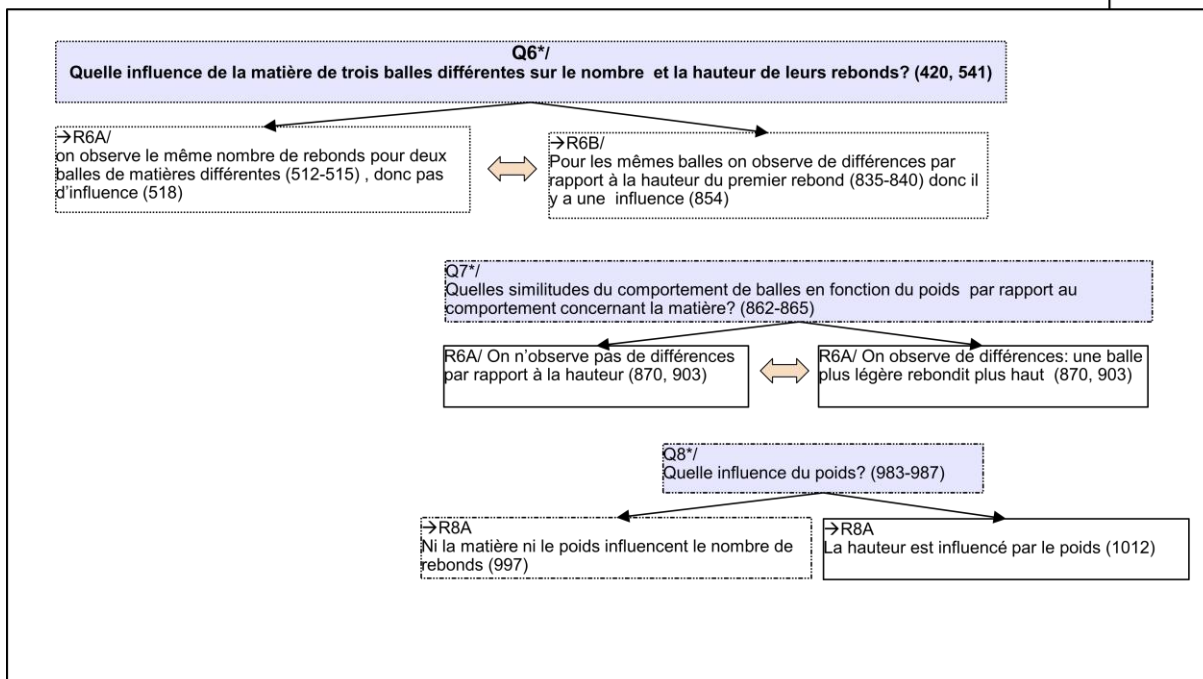 Q6*/
Quelle influence de la matière de trois balles différentes sur le nombre et la hauteur de leurs rebonds? (420, 541)
→R6A/
on observe le même nombre de rebonds pour deux
balles de matières différentes (512-515) , donc pas
d'influence (518)
→R6B/
Pour les mêmes balles on observe de différences par
rapport à la hauteur du premier rebond (835-840) donc il
y a une influence (854)
Q7*/
Quelles similitudes du comportement de balles en fonction du poids par rapport au
comportement concernant la matière? (862-865)
R6A/ On n'observe pas de différences
par rapport à la hauteur (870, 903)
R6A/ On observe de différences: une balle
plus légère rebondit plus haut (870, 903)
Q8*/
Quelle influence du poids? (983-987)
→R8A
Ni la matière ni le poids influencent le nombre de
rebonds (997)
→R8A
La hauteur est influencé par le poids (1012)